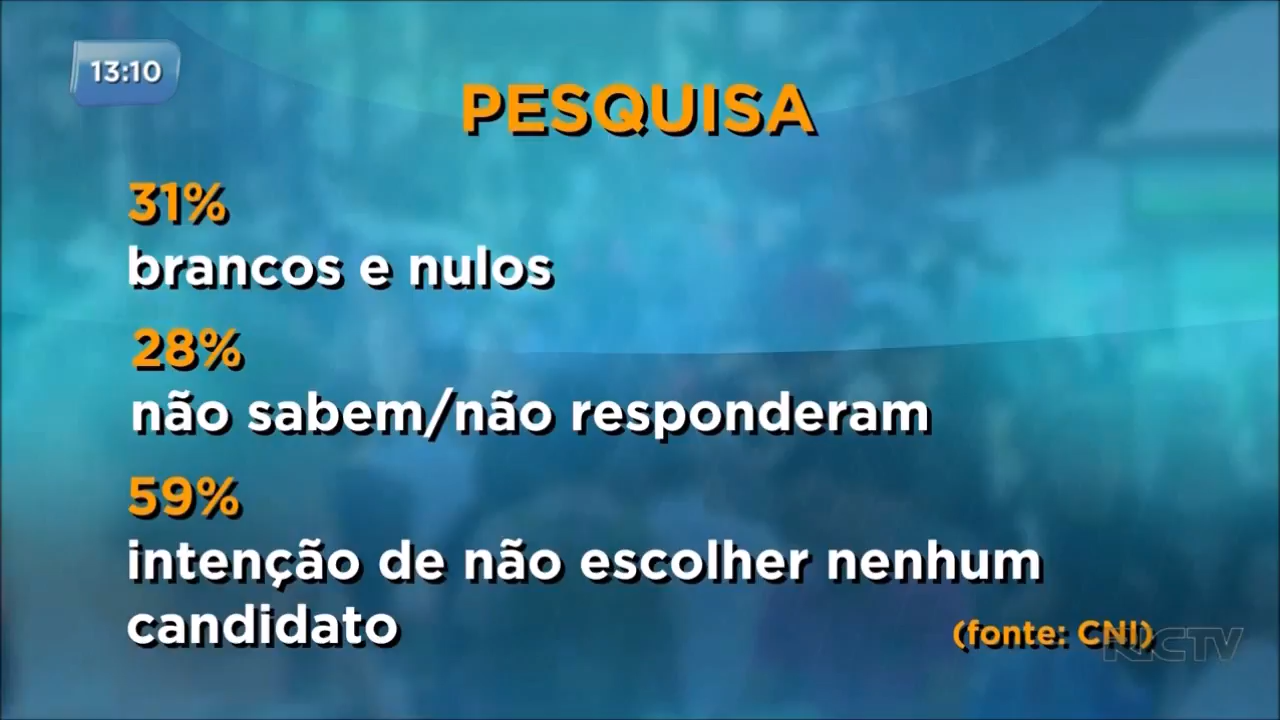 13:10
PESQUISA
31%
brancos e nulos
28%
não sabem/não responderam
59%
intenção de não escolher nenhum
candidato
(fonte: CNI)